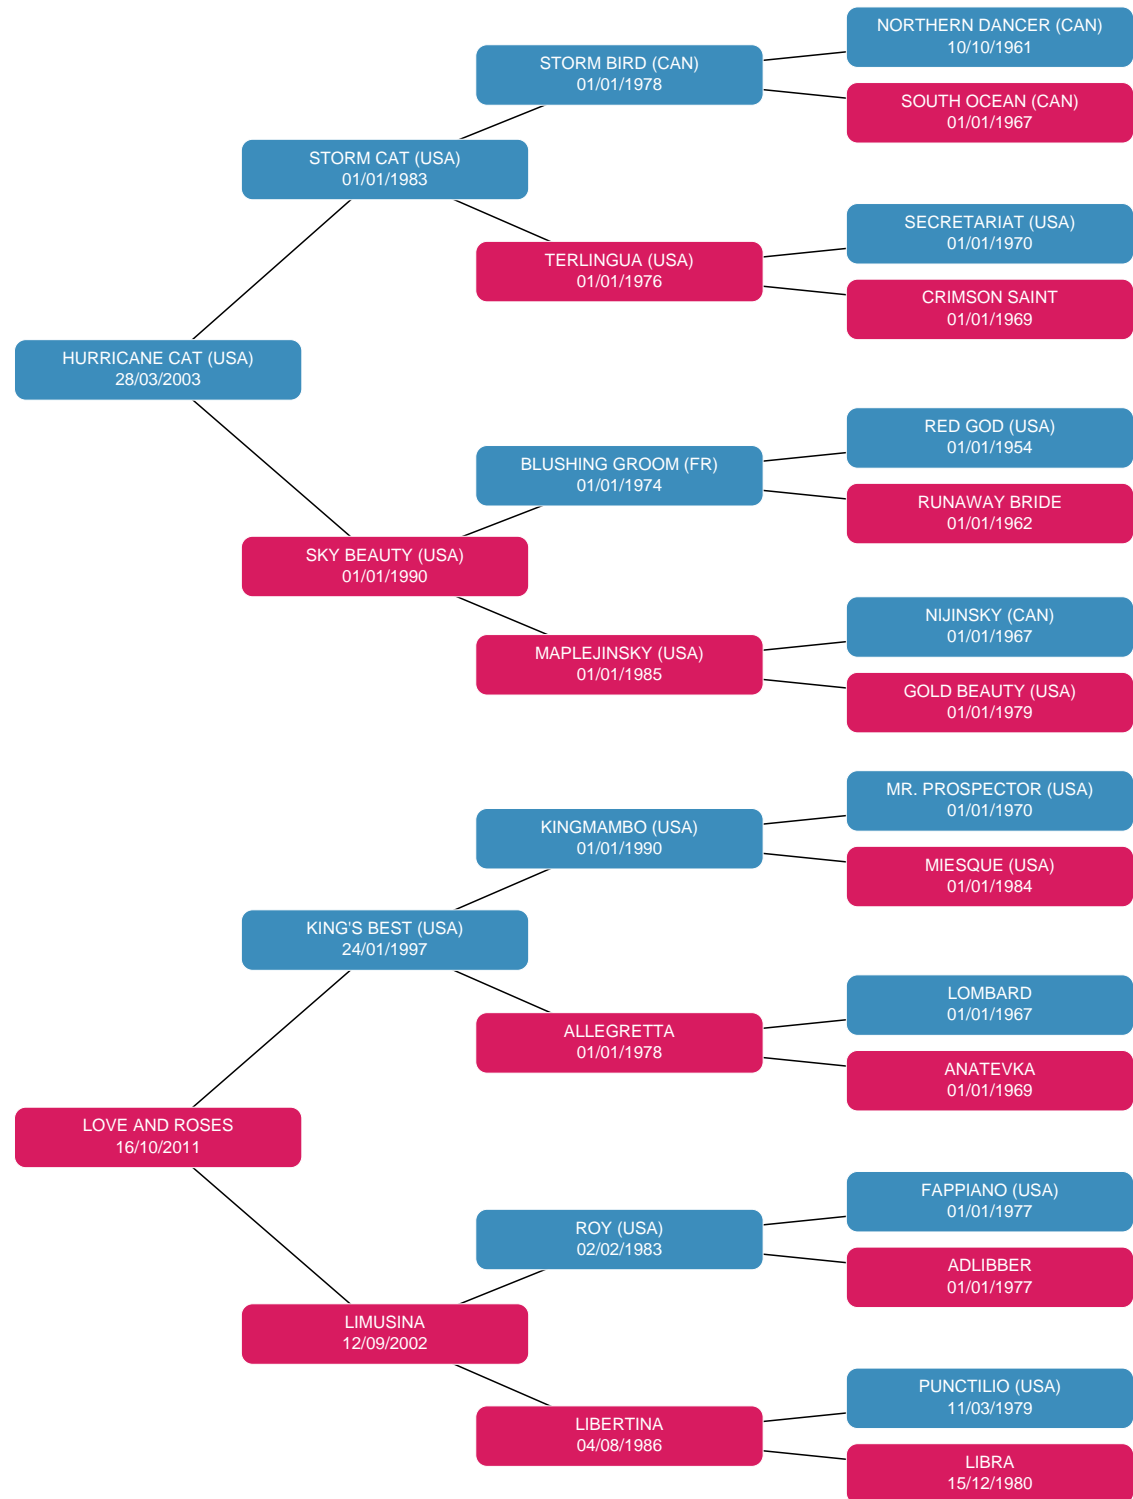 NORTHERN DANCER (CAN)
10/10/1961
STORM BIRD (CAN)
01/01/1978
SOUTH OCEAN (CAN)
01/01/1967
STORM CAT (USA)
01/01/1983
SECRETARIAT (USA)
01/01/1970
TERLINGUA (USA)
01/01/1976
CRIMSON SAINT
01/01/1969
HURRICANE CAT (USA)
28/03/2003
RED GOD (USA)
01/01/1954
BLUSHING GROOM (FR)
01/01/1974
RUNAWAY BRIDE
01/01/1962
SKY BEAUTY (USA)
01/01/1990
NIJINSKY (CAN)
01/01/1967
MAPLEJINSKY (USA)
01/01/1985
GOLD BEAUTY (USA)
01/01/1979
MR. PROSPECTOR (USA)
01/01/1970
KINGMAMBO (USA)
01/01/1990
MIESQUE (USA)
01/01/1984
KING'S BEST (USA)
24/01/1997
LOMBARD
01/01/1967
ALLEGRETTA
01/01/1978
ANATEVKA
01/01/1969
LOVE AND ROSES
16/10/2011
FAPPIANO (USA)
01/01/1977
ROY (USA)
02/02/1983
ADLIBBER
01/01/1977
LIMUSINA
12/09/2002
PUNCTILIO (USA)
11/03/1979
LIBERTINA
04/08/1986
LIBRA
15/12/1980